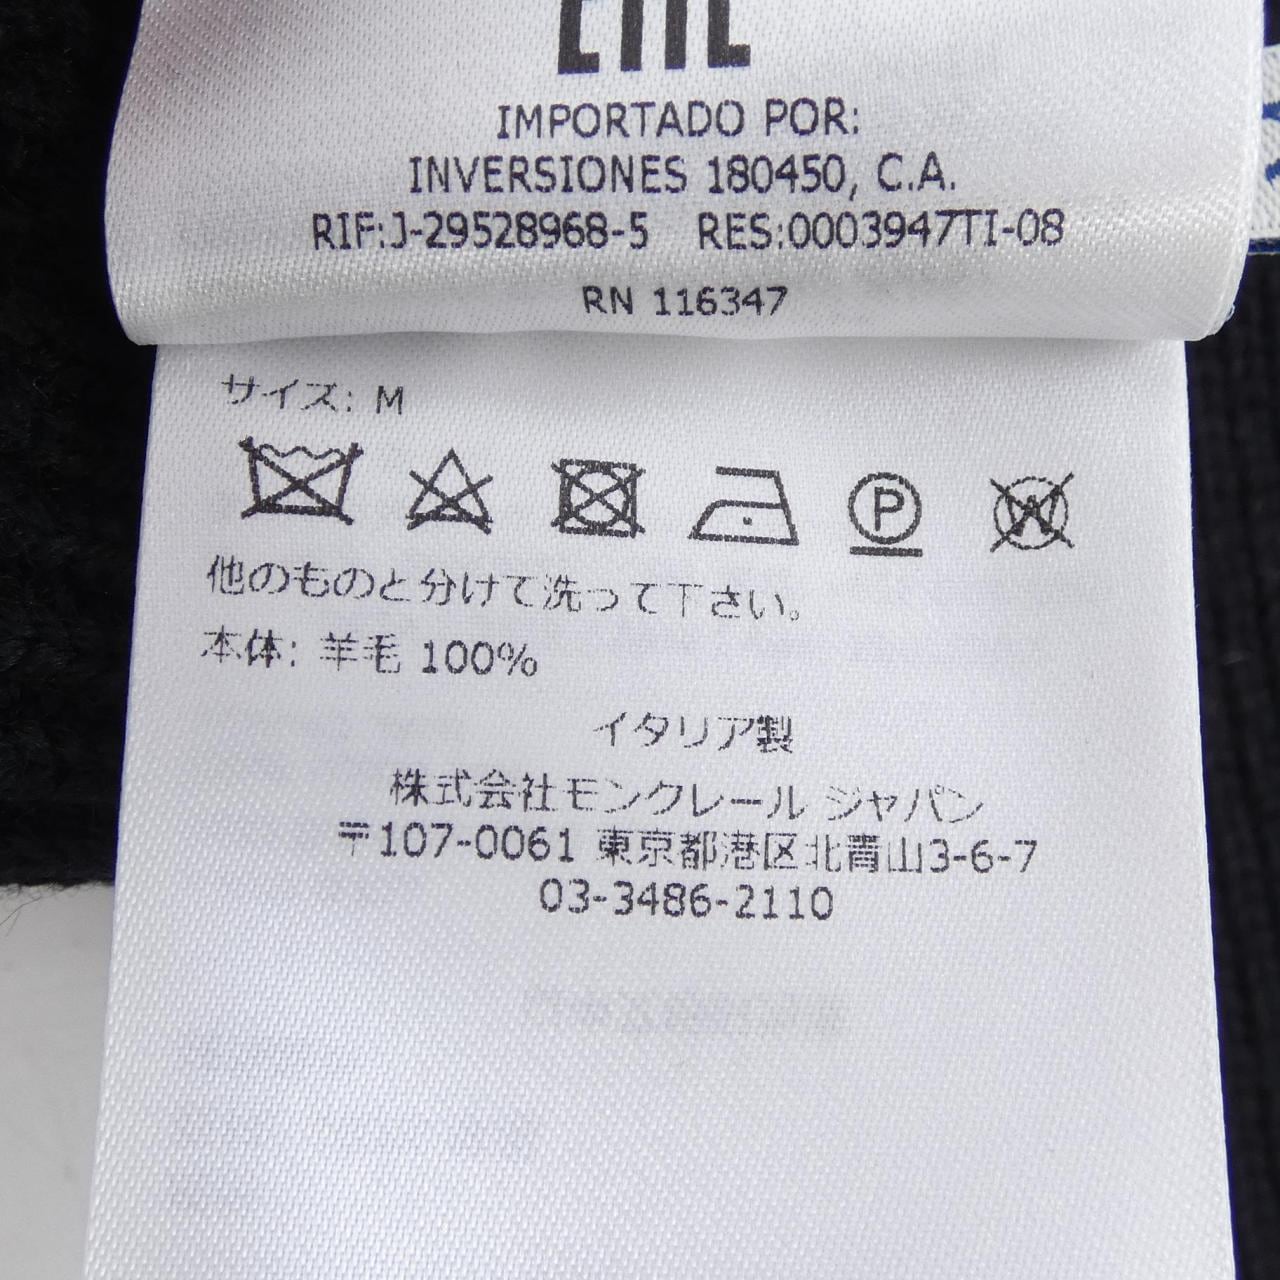 IMPORTADO POR:
INVERSIONES 180450, C.A.
RIF:J-29528968-5 RES:0003947TI-08
RN 116347
サイズ: M
P
W
他のものと分けて洗って下さい。
本体: 羊毛 100%
イタリア製
株式会社モンクレール ジャパン
〒107-0061 東京都港区北青山3-6-7
03-3486-2110